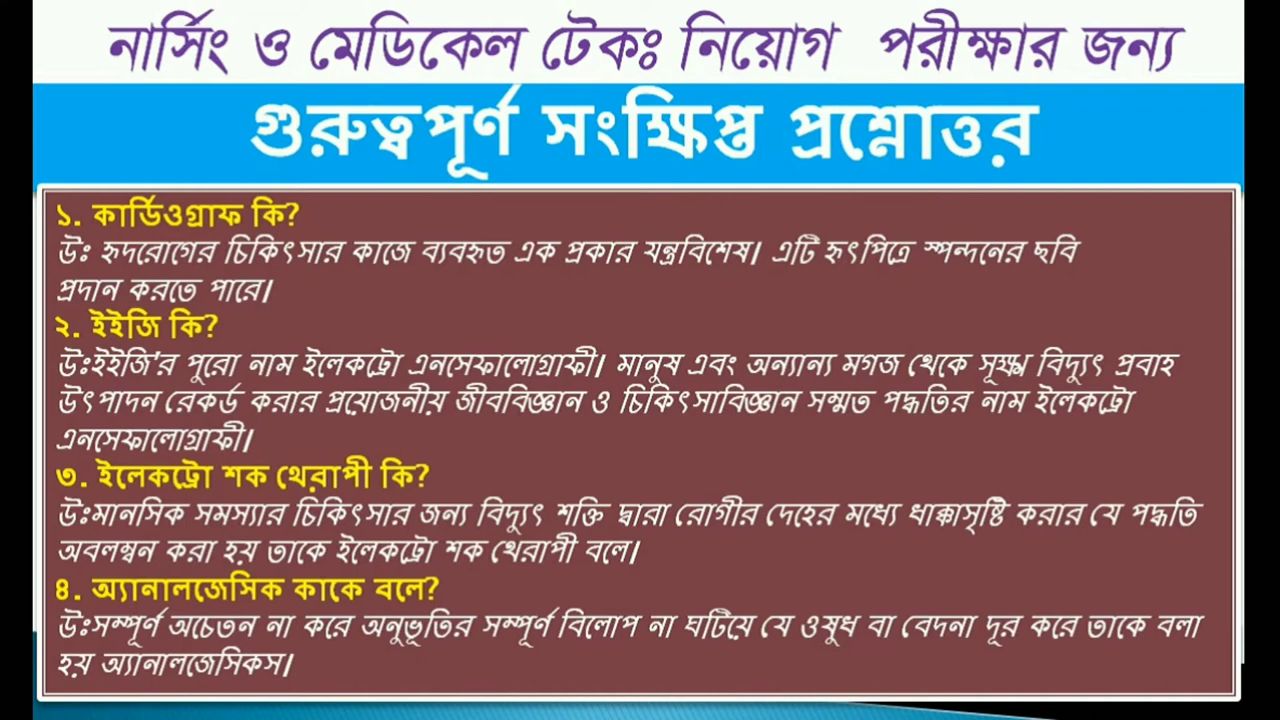 নার্সিং ও মেডিকেল টেকঃ নিয়োগ পরীক্ষার জন্য
গুরুত্বপূর্ণ সংক্ষিপ্ত প্রশ্নোত্তর
১. কার্ডিওগ্রাফ কি?
উঃ হৃদরোগের চিকিৎসার কাজে ব্যবহৃত এক প্রকার যন্ত্রবিশেষ। এটি হৃৎপিত্রে স্পন্দনের ছবি
প্রদান করতে পারে।
২. ইইজি কি?
উঃইইজি'র পুরো নাম ইলেকট্রো এনসেফালোগ্রাফী। মানুষ এবং অন্যান্য মগজ থেকে সূক্ষ্ম বিদ্যুৎ প্রবাহ
উৎপাদন রেকর্ড করার প্রয়োজনীয় জীববিজ্ঞান ও চিকিৎসাবিজ্ঞান সম্মত পদ্ধতির নাম ইলেকট্রো
এনসেফালোগ্রাফী।
৩. ইলেকট্রো শক থেরাপী কি?
উঃমানসিক সমস্যার চিকিৎসার জন্য বিদ্যুৎ শক্তি দ্বারা রোগীর দেহের মধ্যে ধাক্কাসৃষ্টি করার যে পদ্ধতি
অবলম্বন করা হয় তাকে ইলেকট্রো শক থেরাপী বলে।
৪. অ্যানালজেসিক কাকে বলে?
উঃসম্পূর্ণ অচেতন না করে অনুভূতির সম্পূর্ণ বিলোপ না ঘটিয়ে যে ওষুধ বা বেদনা দূর করে তাকে বলা
হয় অ্যানালজেসিকস।